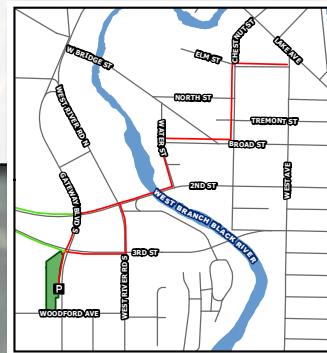 W BRIDGE ST
ELM ST
CHESTNUT ST
LAKE AVE
NORTH ST
WEST RIVER RD N
TREMONT ST
WATER ST
BROAD ST
WEST AVE
2ND ST
GATEWAY BLVD S
WEST BRANCH BLACK RIVER
3RD ST
WEST RIVER RD S
P
WOODFORD AVE